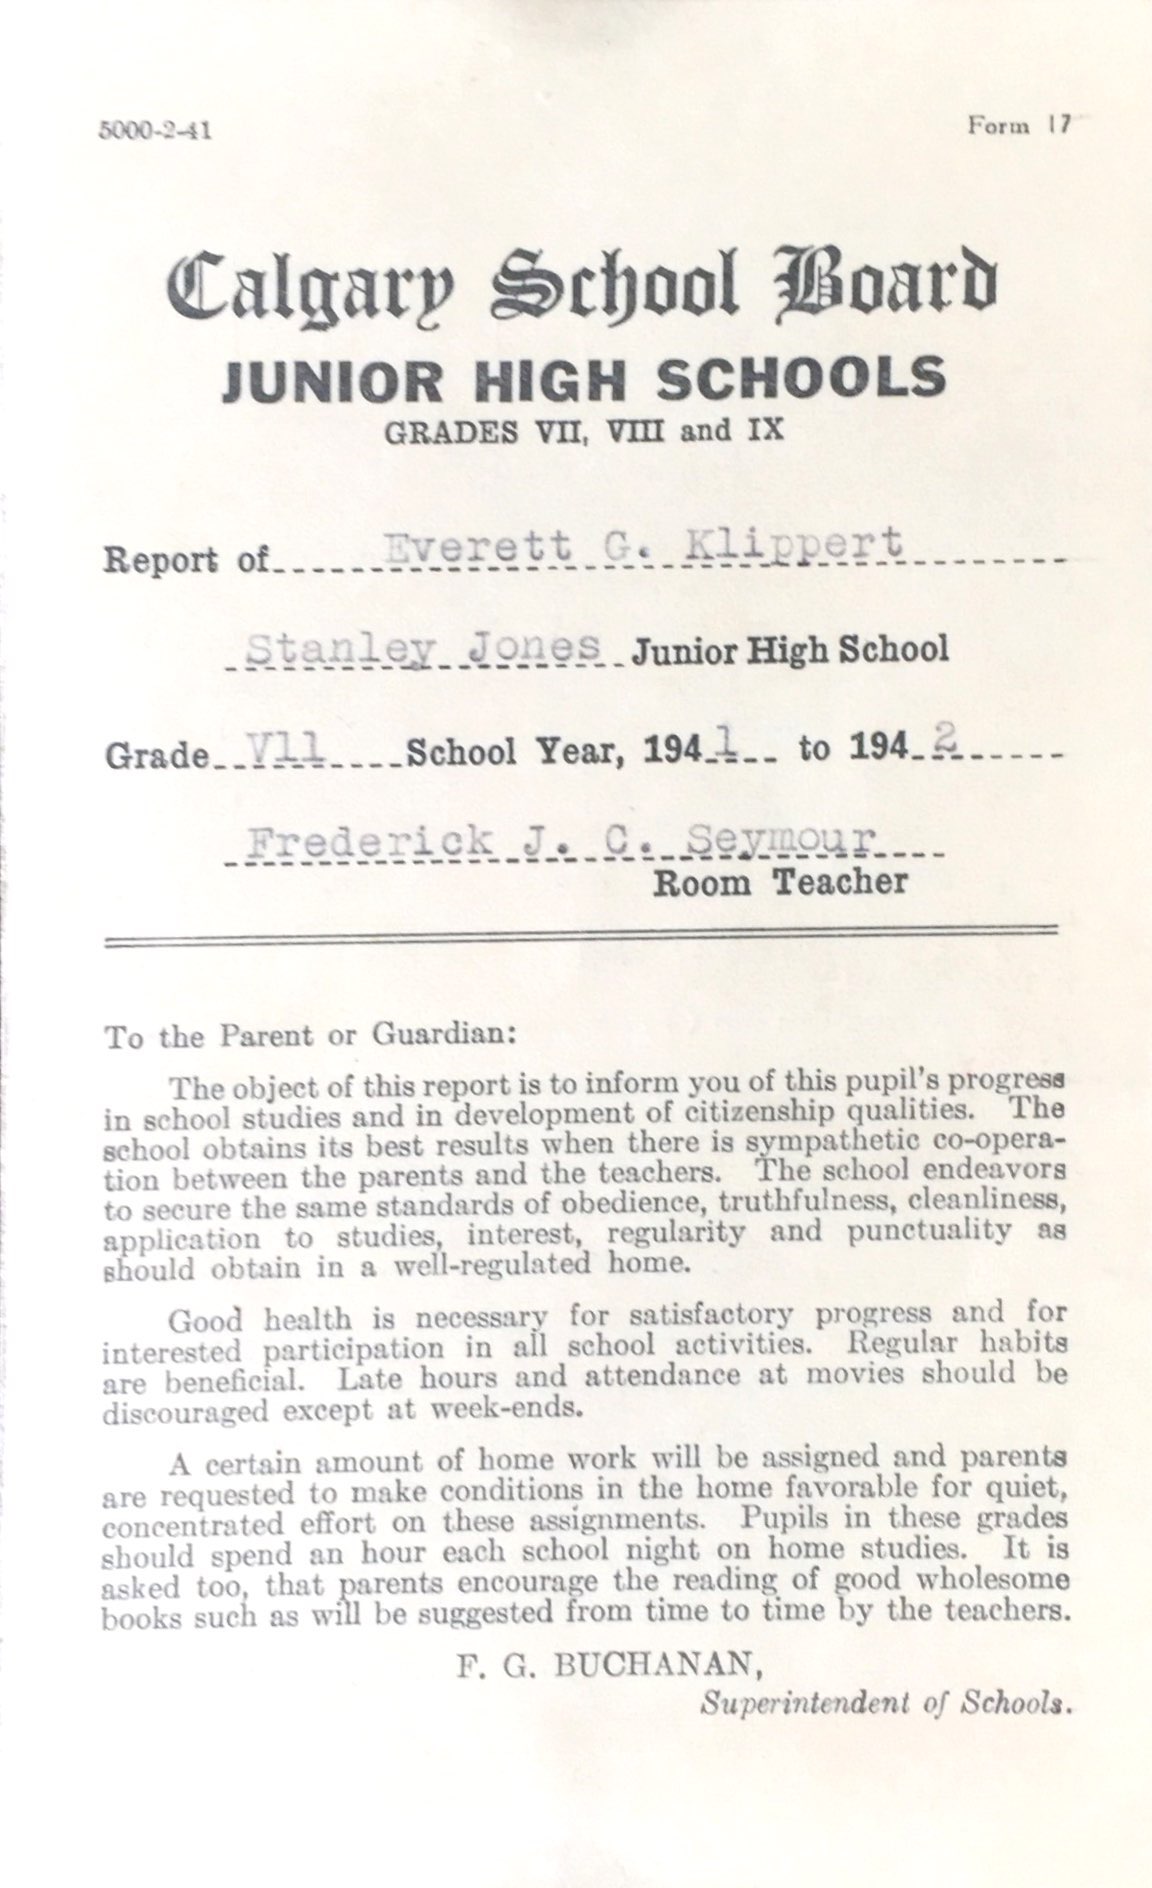 5000-2-41
Form 17
Calgary School Board
JUNIOR HIGH SCHOOLS
GRADES VII, VIII and IX
Report of Everett G. Klippert
Stanley Jones Junior High School
Grade Vll School Year, 1941 to 1942
Frederick J. C. Seymour
Room Teacher
To the Parent or Guardian:
The object of this report is to inform you of this pupil's progress
in school studies and in development of citizenship qualities. The
school obtains its best results when there is sympathetic co-opera-
tion between the parents and the teachers. The school endeavors
to secure the same standards of obedience, truthfulness, cleanliness,
application to studies, interest, regularity and punctuality as
should obtain in a well-regulated home.
Good health is necessary for satisfactory progress and for
interested participation in all school activities. Regular habits
are beneficial. Late hours and attendance at movies should be
discouraged except at week-ends.
A certain amount of home work will be assigned and parents
are requested to make conditions in the home favorable for quiet,
concentrated effort on these assignments. Pupils in these grades
should spend an hour each school night on home studies. It is
asked too, that parents encourage the reading of good wholesome
books such as will be suggested from time to time by the teachers.
F. G. BUCHANAN,
Superintendent of Schools.